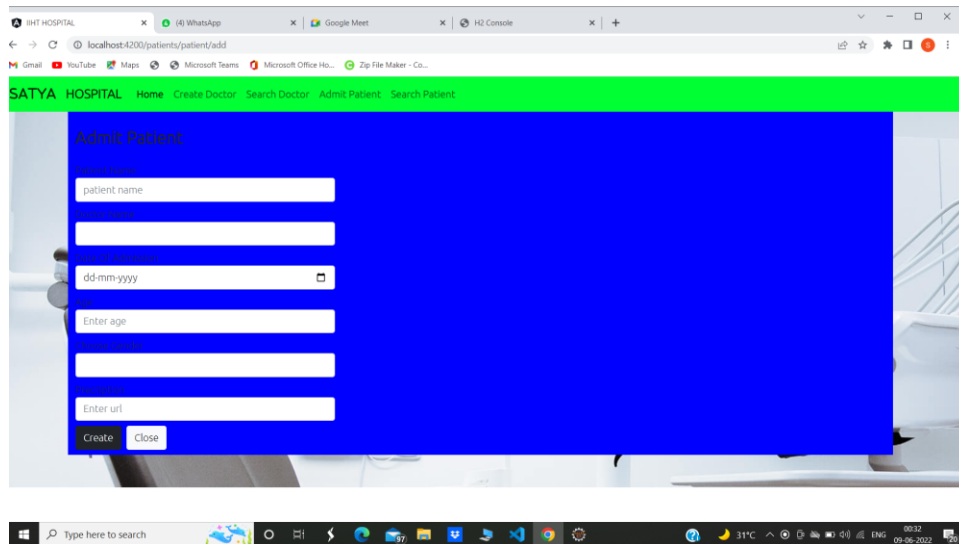 IIHT HOSPITAL
(4) WhatsApp
Google Meet
H2 Console
localhost:4200/patients/patient/add
Gmail YouTube Maps Microsoft Teams Microsoft Office Ho... Zip File Maker - Co...
SATYA HOSPITAL Home Create Doctor Search Doctor Admit Patient Search Patient
Admit Patient
patient name
dd-mm-yyyy
Age
Enter age
Enter url
Create Close
Type here to search
97
31°C
ENG
00:32
09-06-2022
20